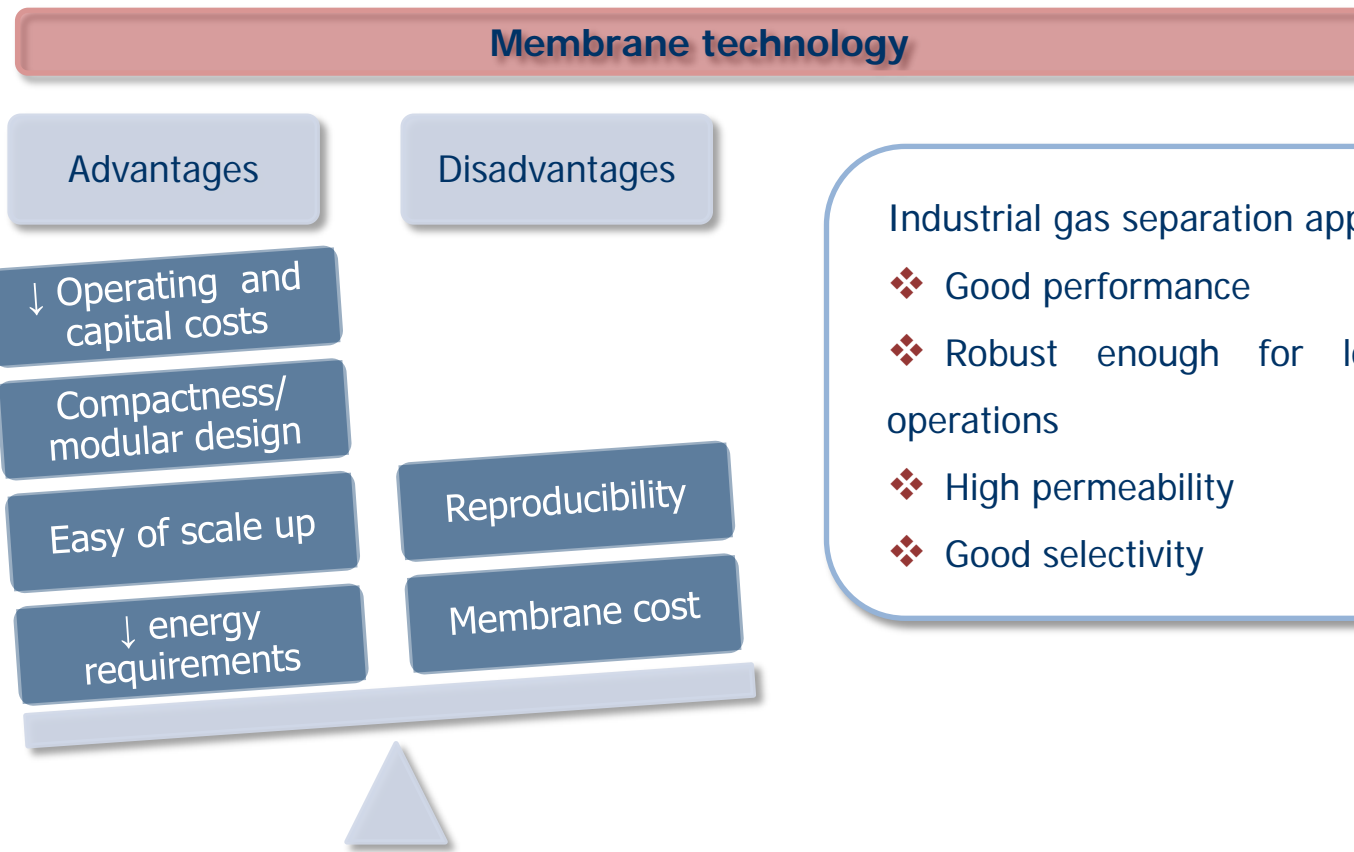 Membrane technology
Advantages
Disadvantages
↓ Operating and
capital costs
Compactness/
modular design
Easy of scale up
↓ energy
requirements
Reproducibility
Membrane cost
Industrial gas separation
❖ Good performance
❖ Robust enough for
operations
❖ High permeability
❖ Good selectivity